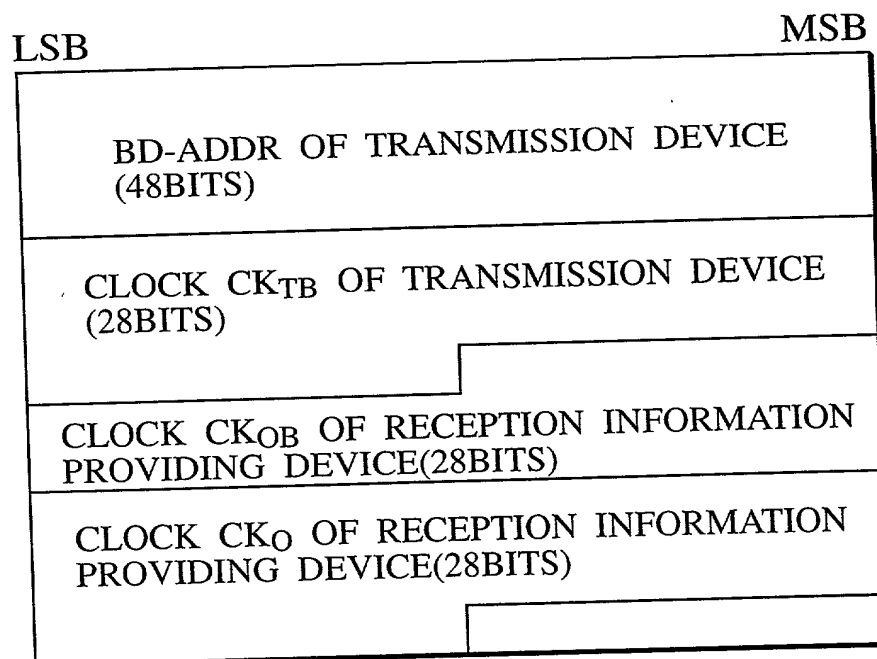 LSB MSB
BD-ADDR OF TRANSMISSION DEVICE
(48BITS)
CLOCK CKTB OF TRANSMISSION DEVICE
(28BITS)
CLOCK CKOB OF RECEPTION INFORMATION
PROVIDING DEVICE(28BITS)
CLOCK CKO OF RECEPTION INFORMATION
PROVIDING DEVICE(28BITS)